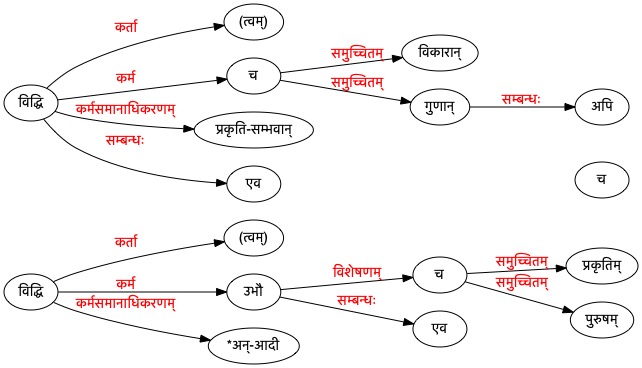 (त्वम्)
कर्ता
समुच्चितम् विकारान्
कर्म च समुच्चितम्
विद्धि कर्मसमानाधिकरणम् गुणान् सम्बन्धः अपि
प्रकृति-सम्भवान्
सम्बन्धः
एव च
(त्वम्)
कर्ता
विशेषणम् च समुच्चितम् प्रकृतिम्
कर्म समुच्चितम्
विद्धि कर्मसमानाधिकरणम् उभौ सम्बन्धः
एव पुरुषम्
*अन्-आदी